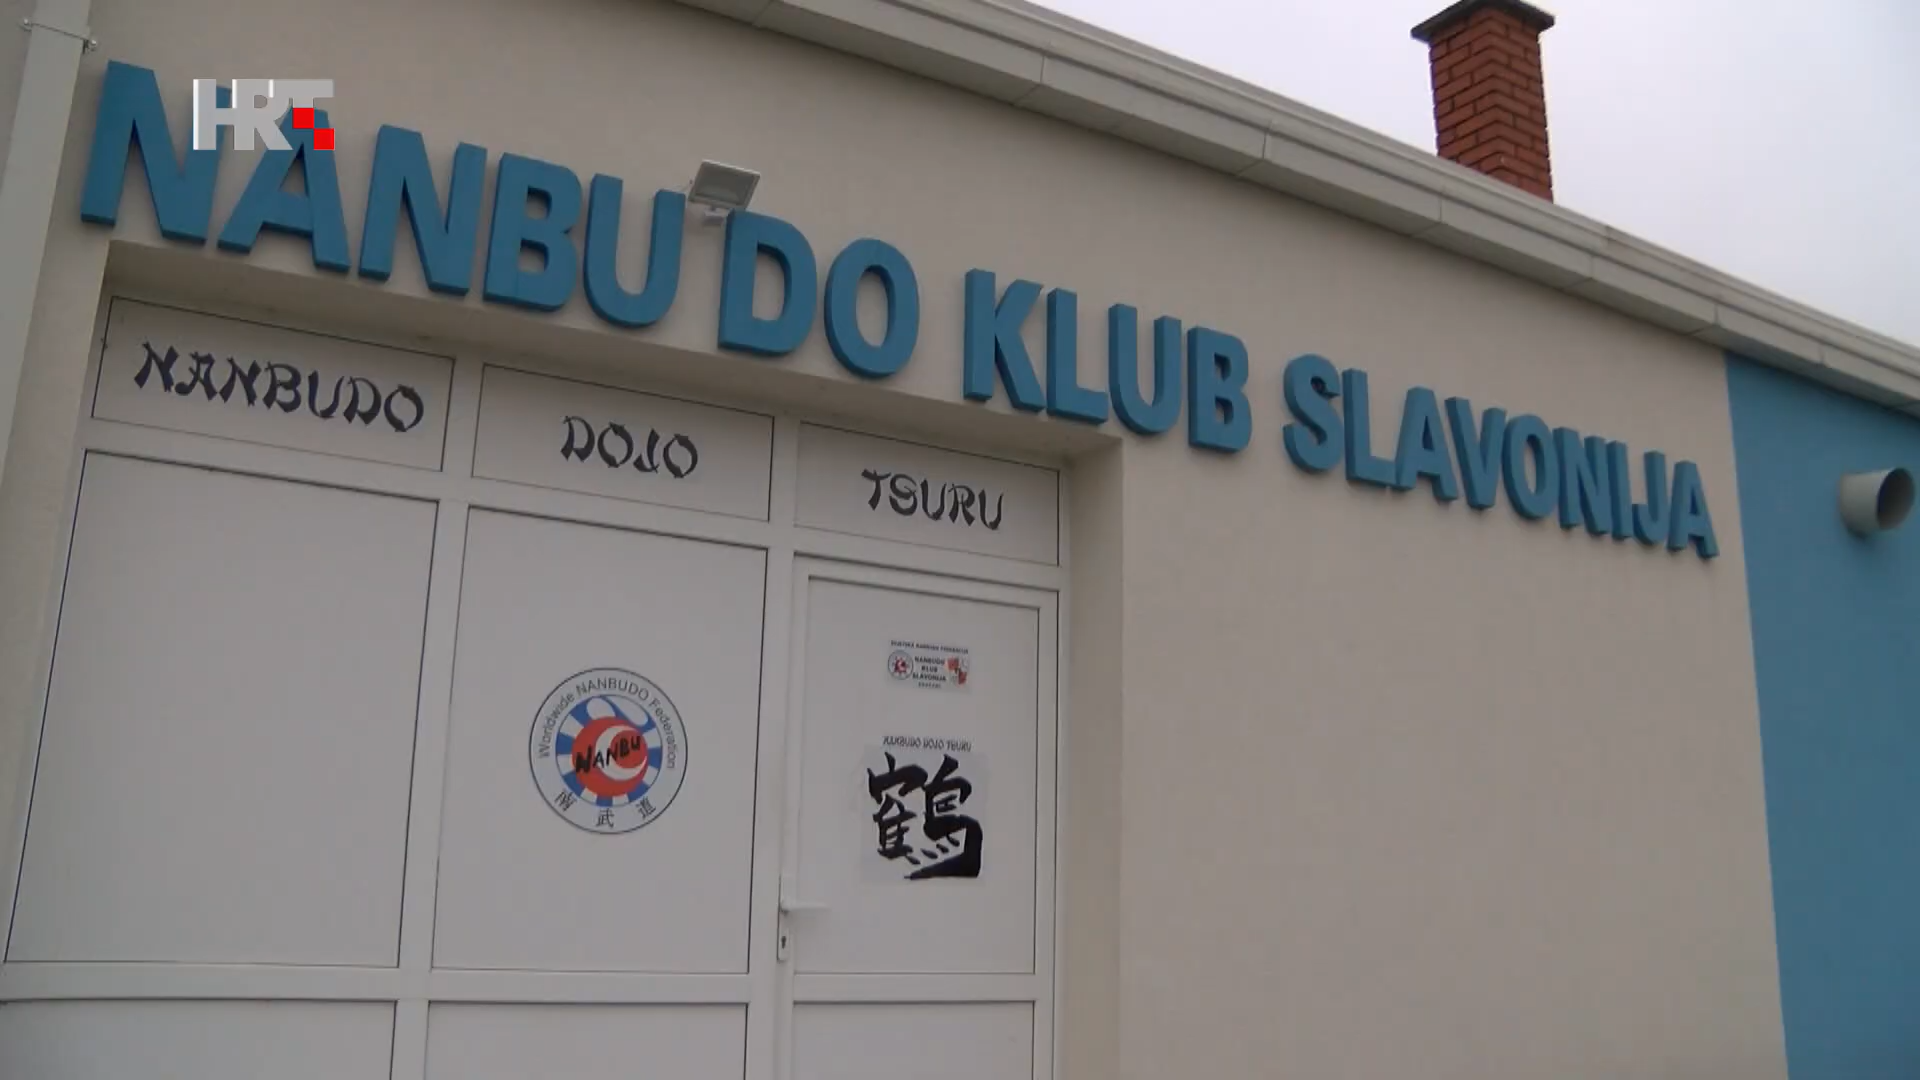 HRT
NANBUDO KLUB SLAVONIJA
NANBUDO
DOJO
TSURU
Worldwide NANBUDO Federation
NANBU
南 武 道
NANBUDO
KLUB
SLAVONIJA
NANBUDO DOJO TSURU
鶴